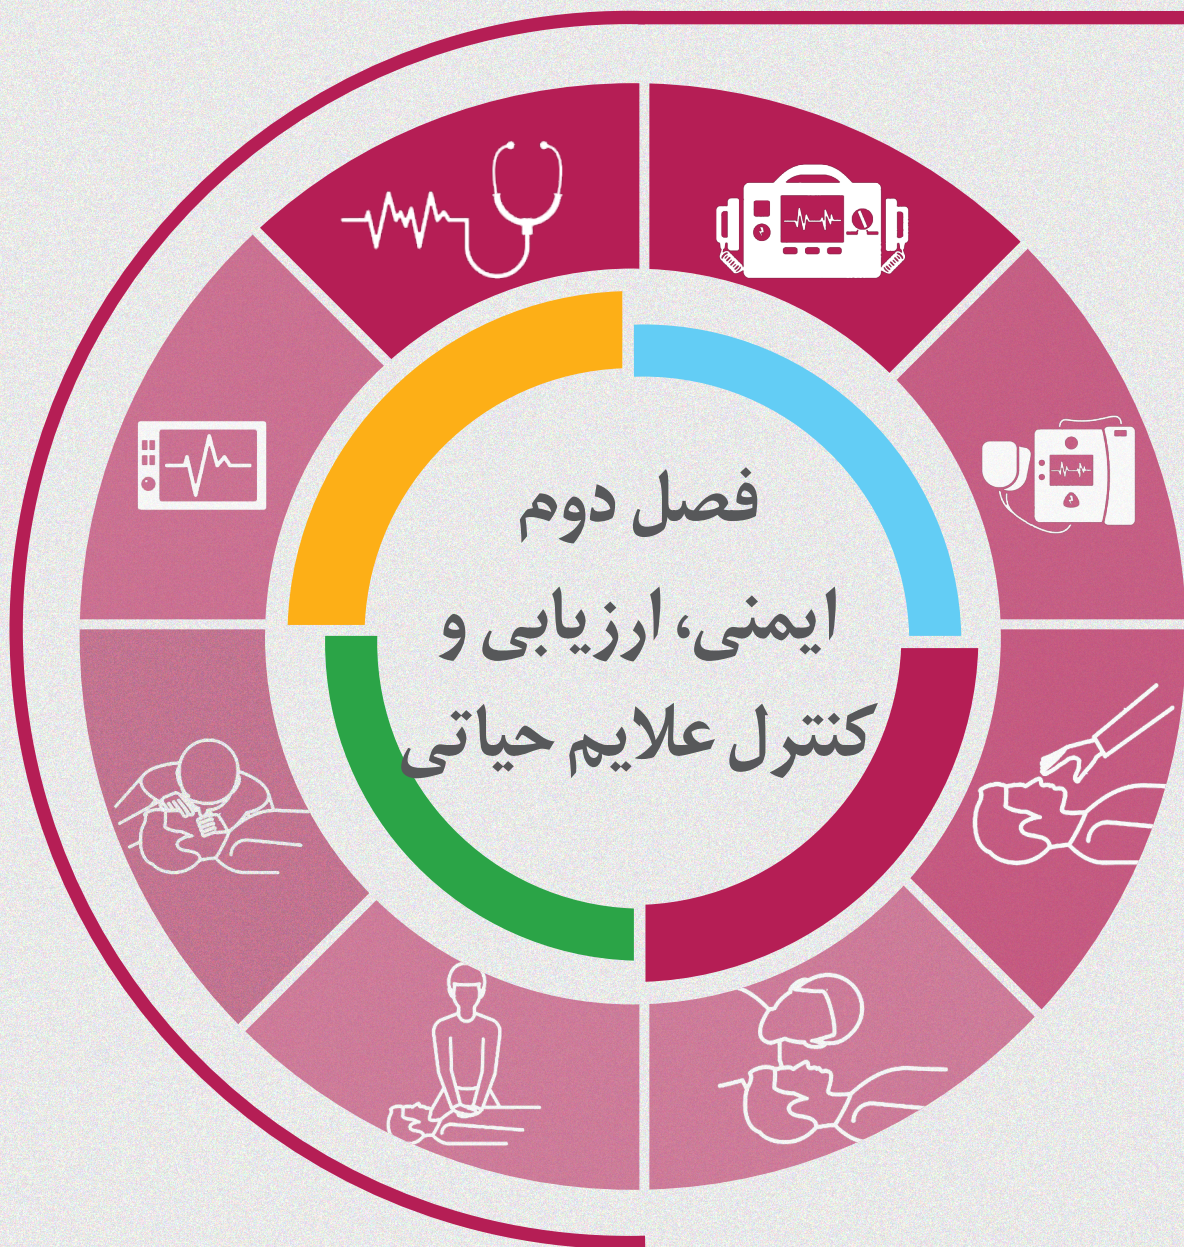 فصل دوم
ایمنی، ارزیابی و
کنترل علایم حیاتی